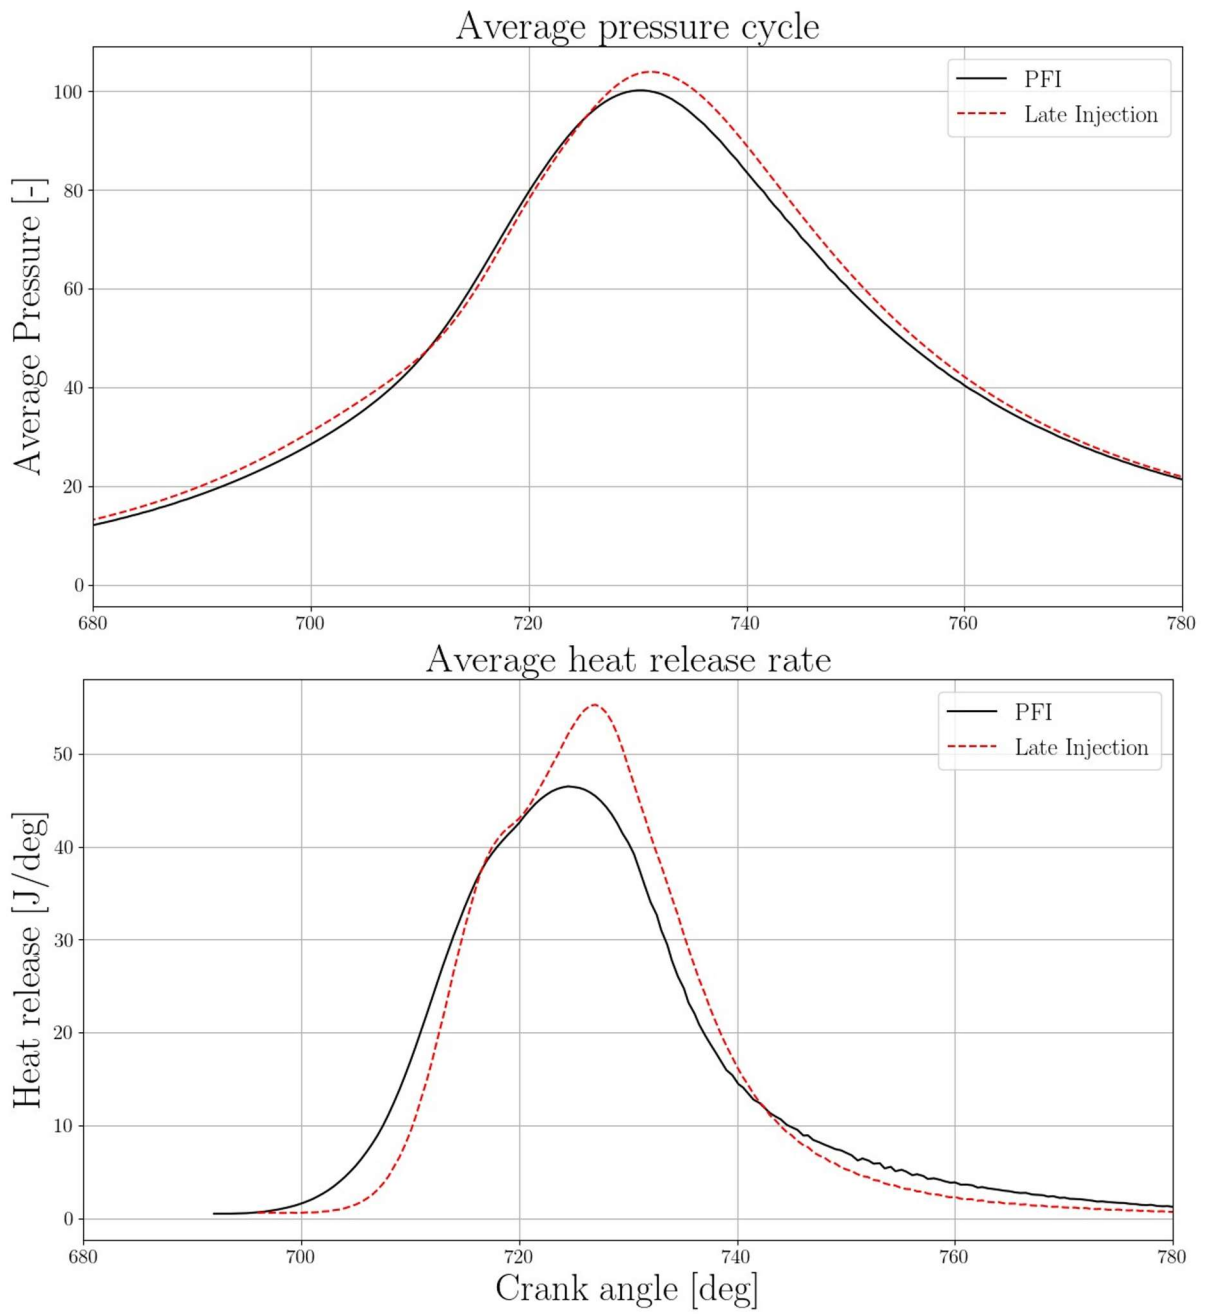 Average pressure cycle
Average Pressure [-]
100
80
60
40
20
0
PFI
Late Injection
680 700 720 740 760 780
Average heat release rate
Heat release [J/deg]
50
40
30
20
10
0
PFI
Late Injection
680 700 720 740 760 780
Crank angle [deg]